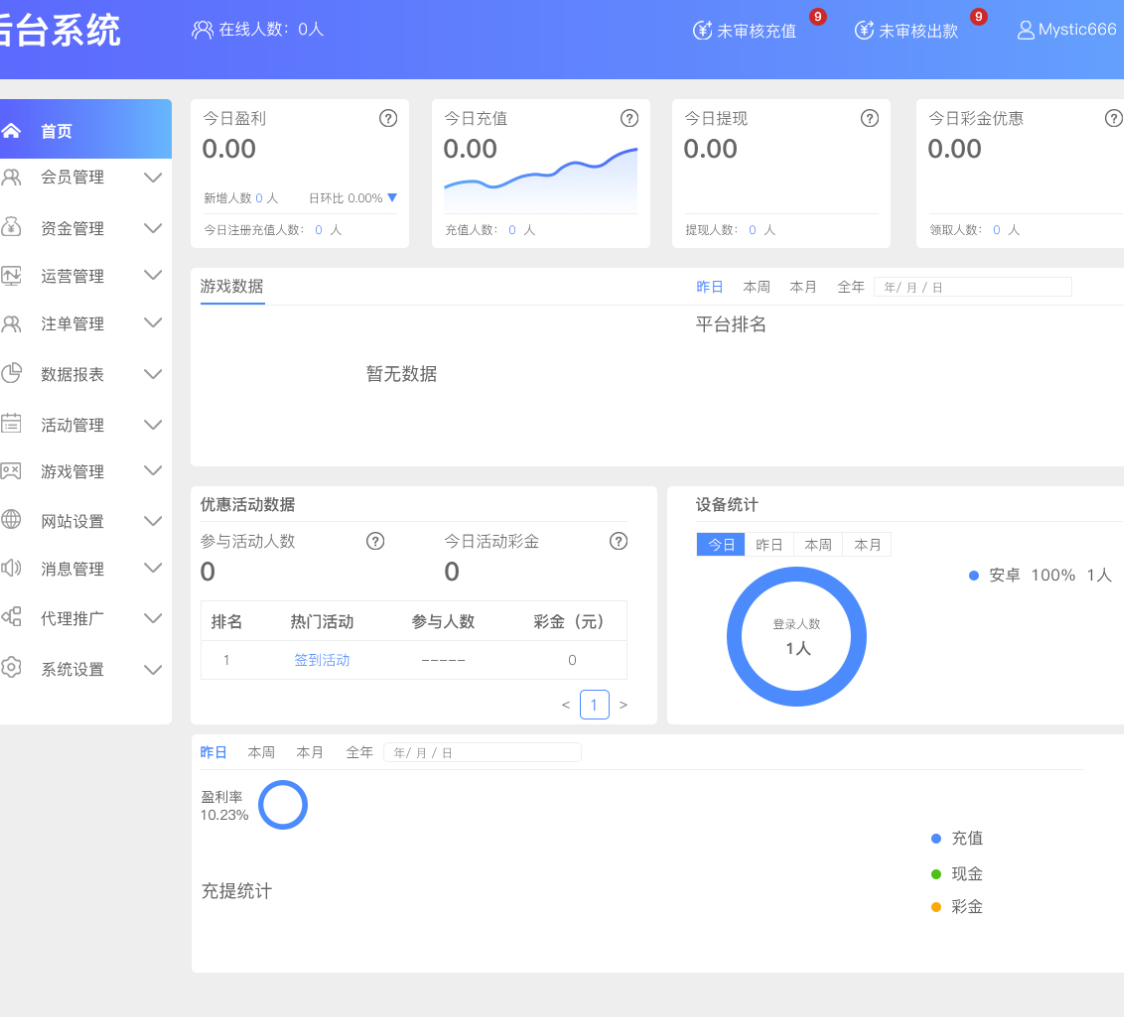 后台系统
在线人数：0人
未审核充值 9
未审核出款 9
Mystic666
首页
会员管理
资金管理
运营管理
注单管理
数据报表
活动管理
游戏管理
网站设置
消息管理
代理推广
系统设置
今日盈利 ?
0.00
新增人数 0 人 日环比 0.00%
今日注册充值人数： 0 人
今日充值 ?
0.00
充值人数： 0 人
今日提现 ?
0.00
提现人数： 0 人
今日彩金优惠 ?
0.00
领取人数： 0 人
游戏数据
昨日 本周 本月 全年 年/ 月 / 日
平台排名
暂无数据
优惠活动数据
参与活动人数 ? 今日活动彩金 ?
0 0
排名 热门活动 参与人数 彩金（元）
1 签到活动 ----- 0
< 1 >
设备统计
今日 昨日 本周 本月
安卓 100% 1人
登录人数
1人
昨日 本周 本月 全年 年/ 月 / 日
盈利率
10.23%
充值
现金
彩金
充提统计